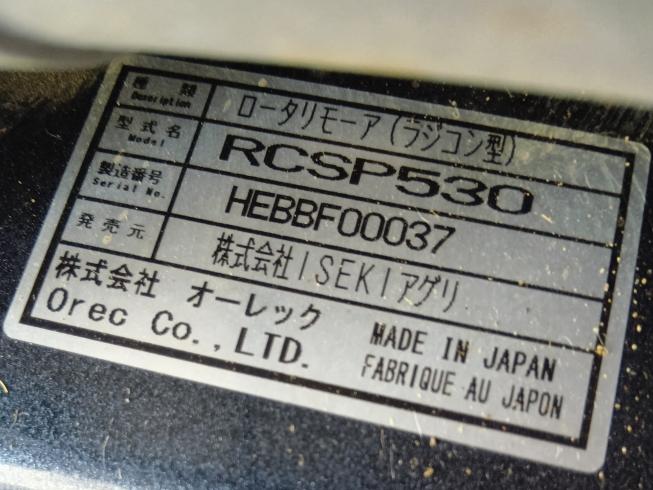 種類 ロータリモーア(ラジコン型)
Description
型式名 RCSP530
Model
製造番号 HEBBF00037
Serial No.
発売元 株式会社ISEKIアグリ
株式会社 オーレック
Orec Co.,LTD.
MADE IN JAPAN
FABRIQUE AU JAPON